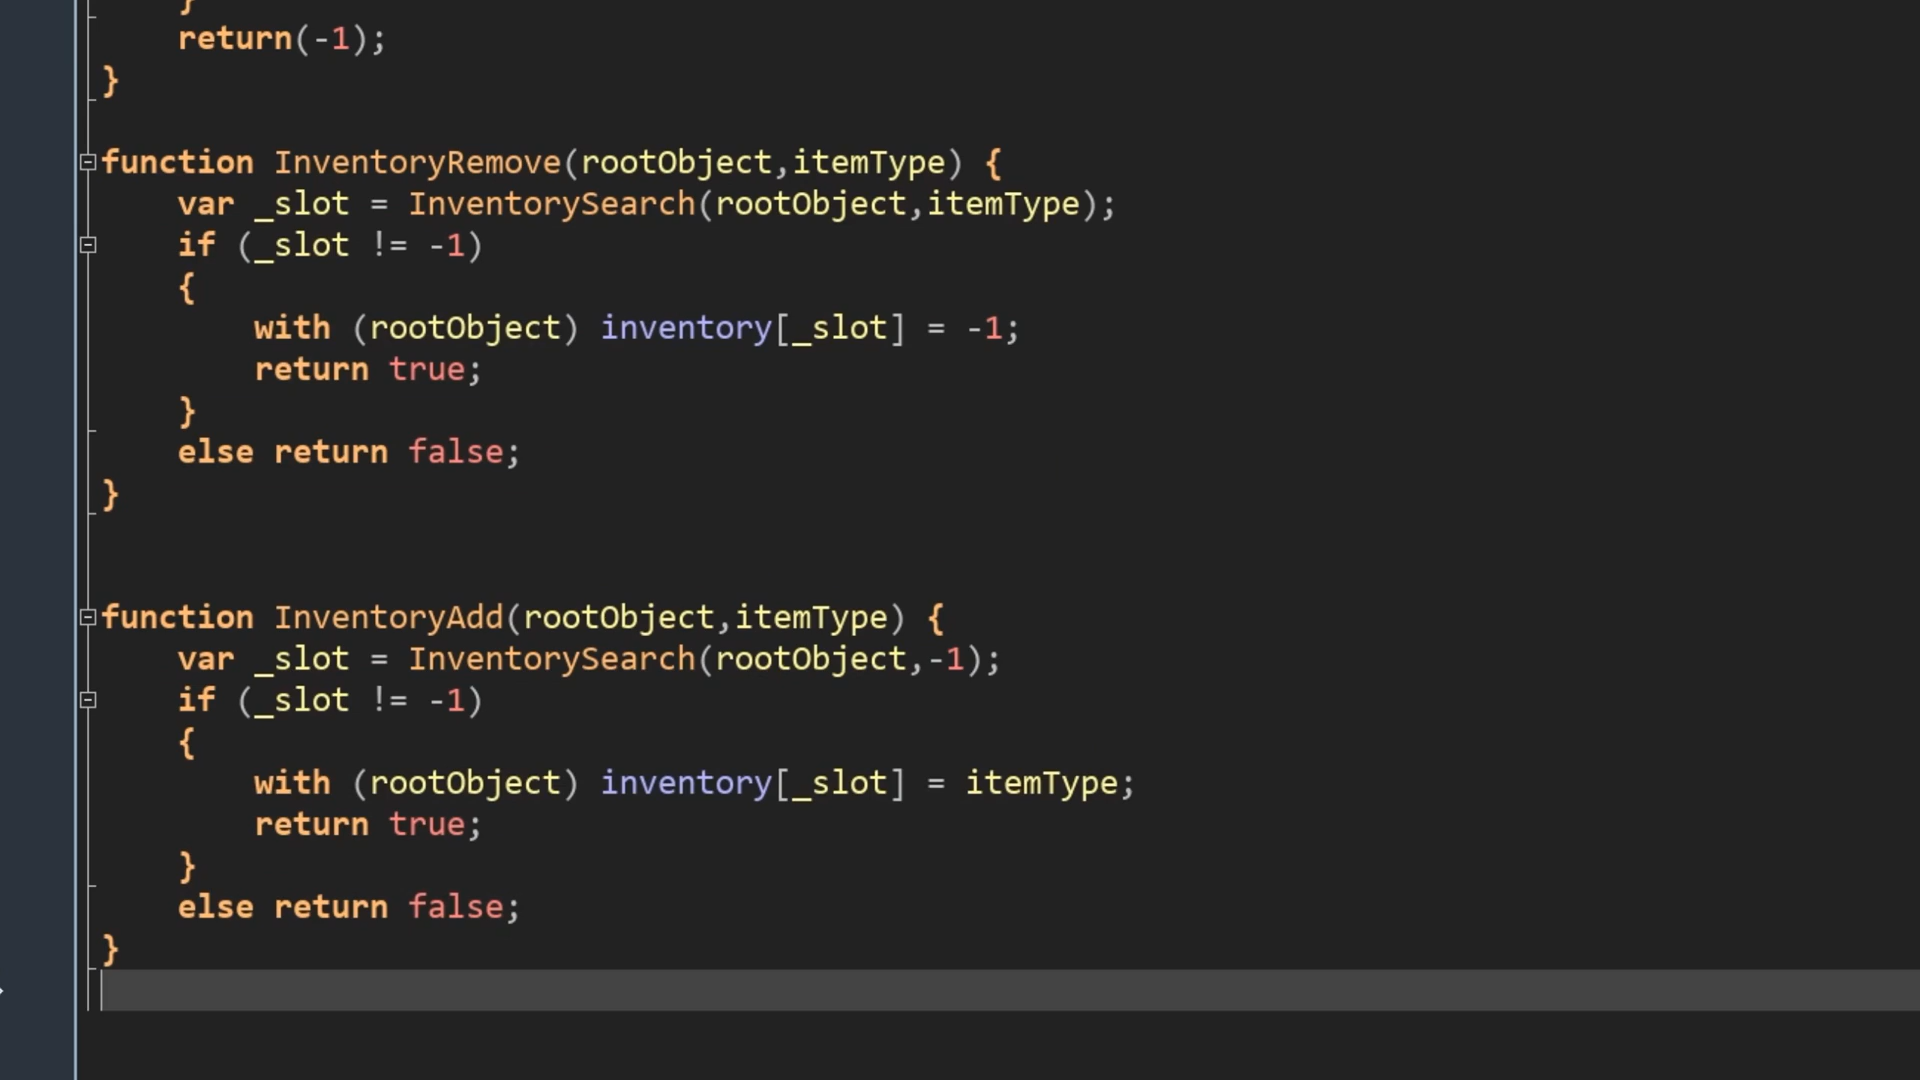 }
    return(-1);
}
function InventoryRemove(rootObject,itemType) {
    var _slot = InventorySearch(rootObject,itemType);
    if (_slot != -1)
    {
        with (rootObject) inventory[_slot] = -1;
        return true;
    }
    else return false;
}
function InventoryAdd(rootObject,itemType) {
    var _slot = InventorySearch(rootObject,-1);
    if (_slot != -1)
    {
        with (rootObject) inventory[_slot] = itemType;
        return true;
    }
    else return false;
}